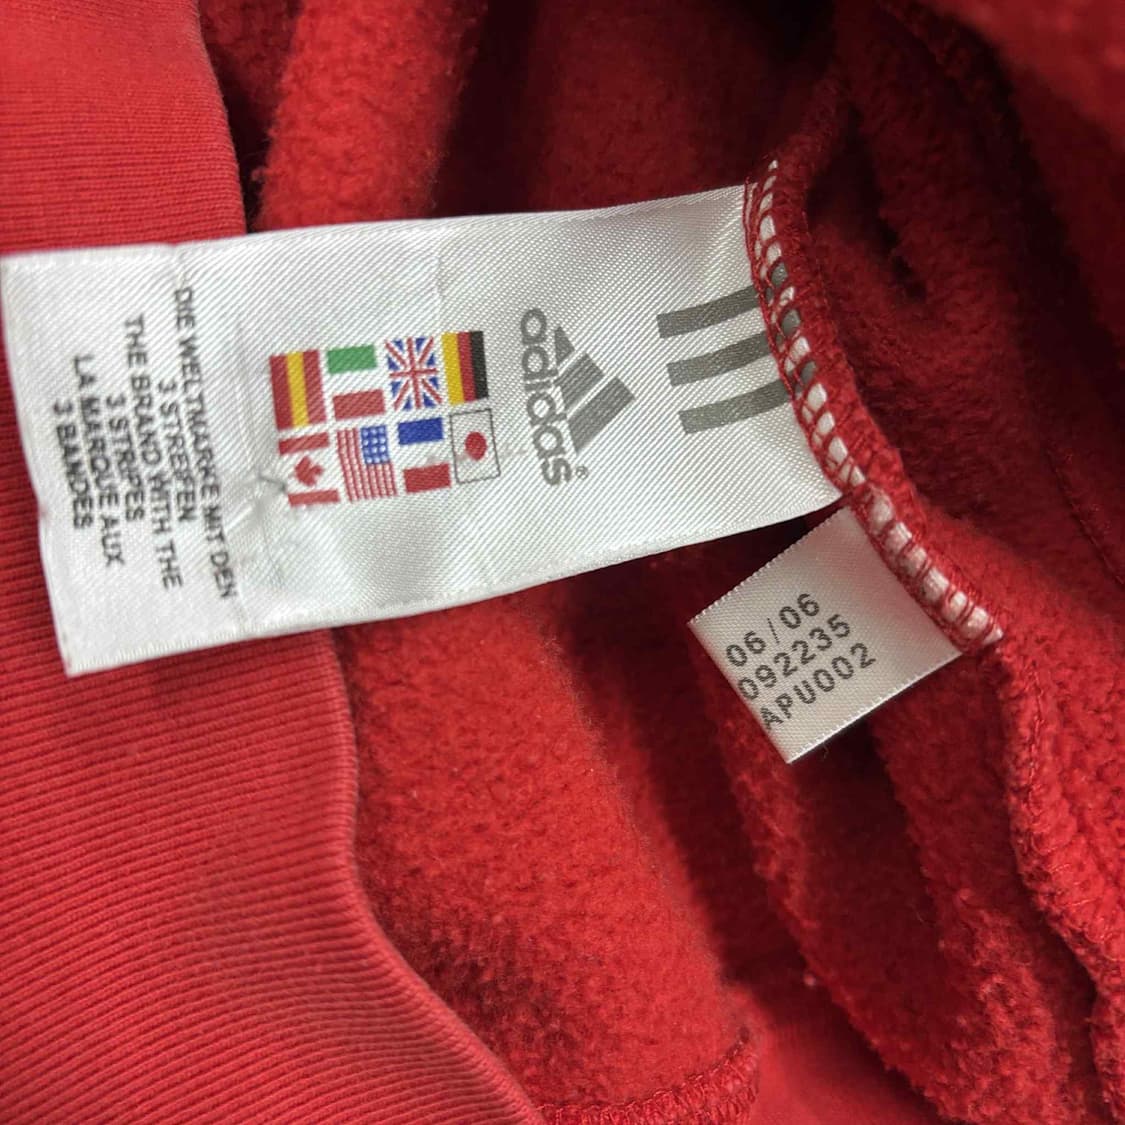 adidas®
DIE WELTMARKE MIT DEN
3 STREIFEN
THE BRAND WITH THE
3 STRIPES
LA MARQUE AUX
3 BANDES
06/06
092235
APU002